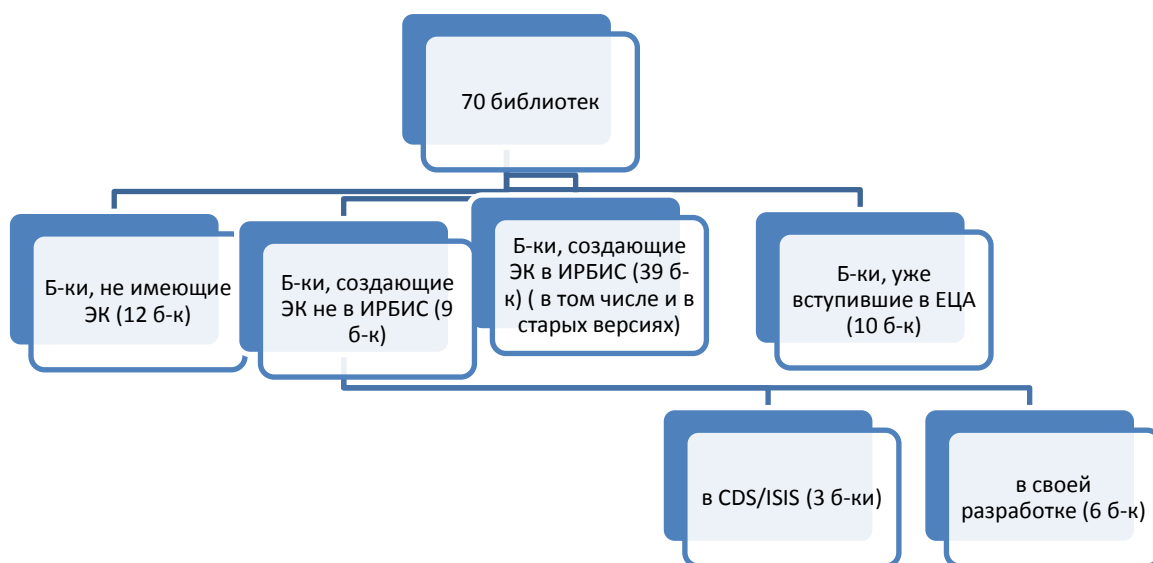 70 библиотек
Б-ки, не имеющие
ЭК (12 б-к)
Б-ки, создающие
ЭК не в ИРБИС (9
б-к)
Б-ки, создающие
ЭК в ИРБИС (39 б-
к) ( в том числе и в
старых версиях)
Б-ки, уже
вступившие в ЕЦА
(10 б-к)
в CDS/ISIS (3 б-ки)
в своей
разработке (6 б-к)